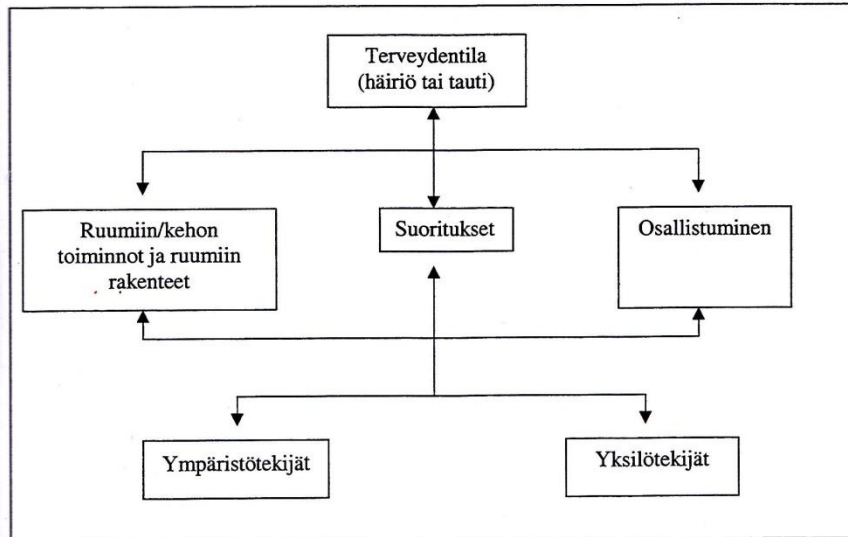 Terveydentila
(häiriö tai tauti)
Ruumiin/kehon
toiminnot ja ruumiin
rakenteet
Suoritukset
Osallistuminen
Ympäristötekijät
Yksilötekijät